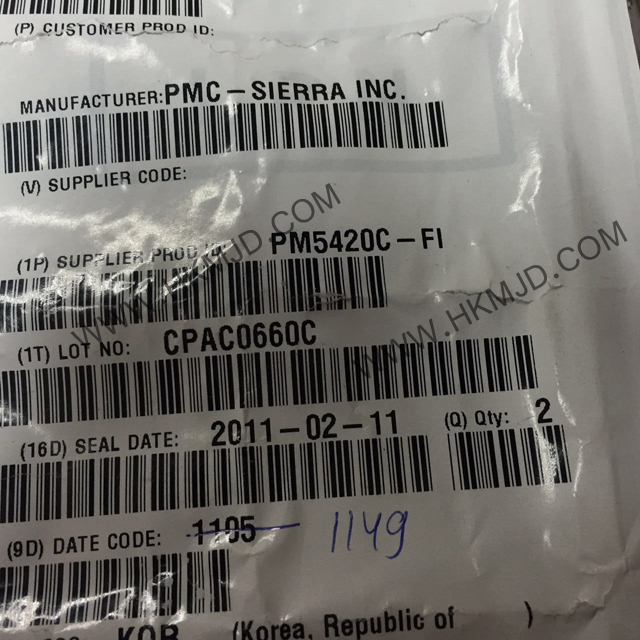 (P) CUSTOMER PROD ID:
MANUFACTURER: PMC-SIERRA INC.
(V) SUPPLIER CODE:
(1P) SUPPLIER PROD ID: PM5420C-FI
(1T) LOT NO: CPAC0660C
(16D) SEAL DATE: 2011-02-11 (Q) Qty: 2
(9D) DATE CODE: 1105 1149
KOR (Korea, Republic of )
WWW.HKMJD.COM
WWW.HKMJD.COM